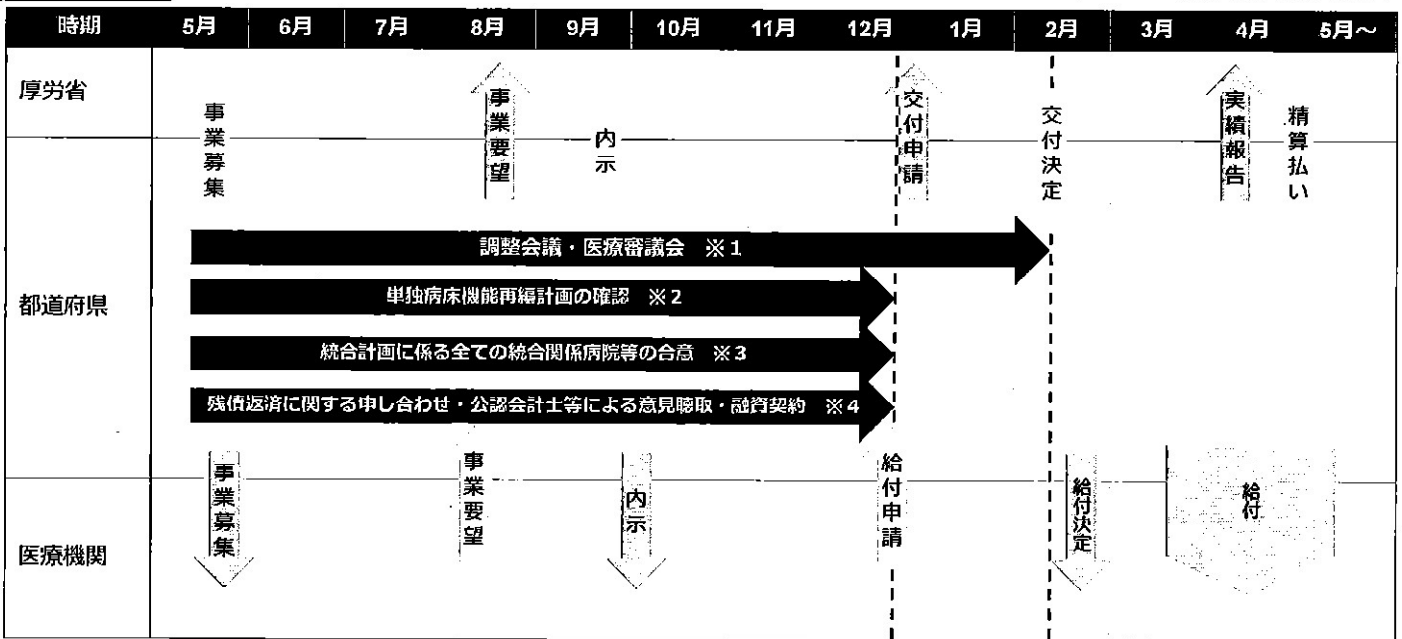 時期 5月 6月 7月 8月 9月 10月 11月 12月 1月 2月 3月 4月 5月～
厚労省
事業募集
事業要望
内示
交付申請
交付決定
実績報告
精算払い
都道府県
調整会議・医療審議会 ※1
単独病床機能再編計画の確認 ※2
統合計画に係る全ての統合関係病院等の合意 ※3
残債返済に関する申し合わせ・公認会計士等による意見聴取・融資契約 ※4
医療機関
事業募集
事業要望
内示
給付申請
給付決定
給付